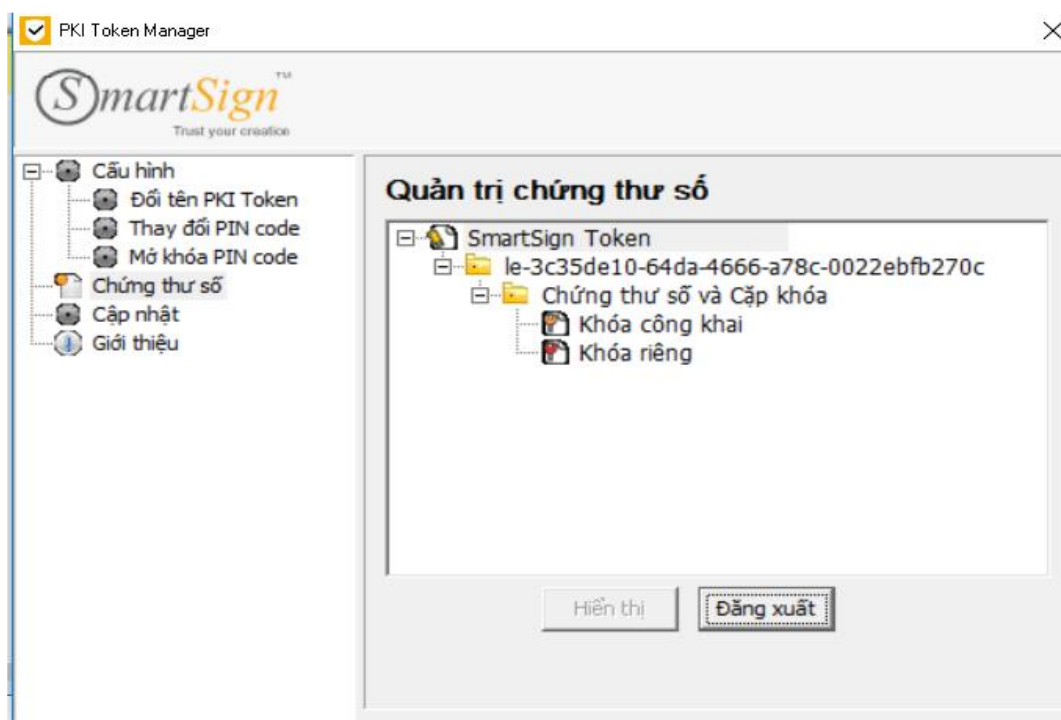 PKI Token Manager
SmartSign™
Trust your creation
Cấu hình
Đổi tên PKI Token
Thay đổi PIN code
Mở khóa PIN code
Chứng thư số
Cập nhật
Giới thiệu
Quản trị chứng thư số
SmartSign Token
le-3c35de10-64da-4666-a78c-0022ebfb270c
Chứng thư số và Cặp khóa
Khóa công khai
Khóa riêng
Hiển thị
Đăng xuất